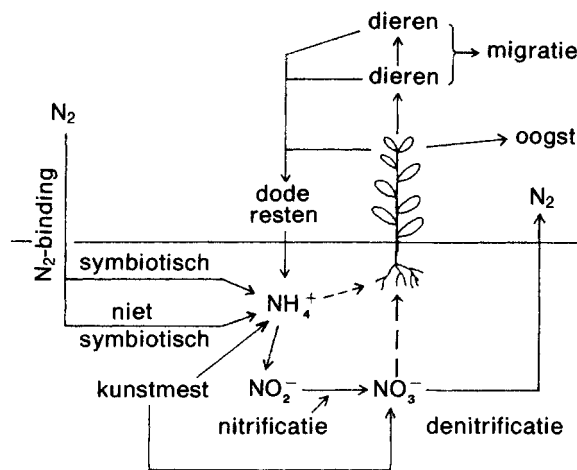 dieren
migratie
dieren
N₂
oogst
N₂-binding
dode
resten
N₂
symbiotisch
NH₄⁺
niet
symbiotisch
kunstmest
NO₂⁻
NO₃⁻
nitrificatie
denitrificatie